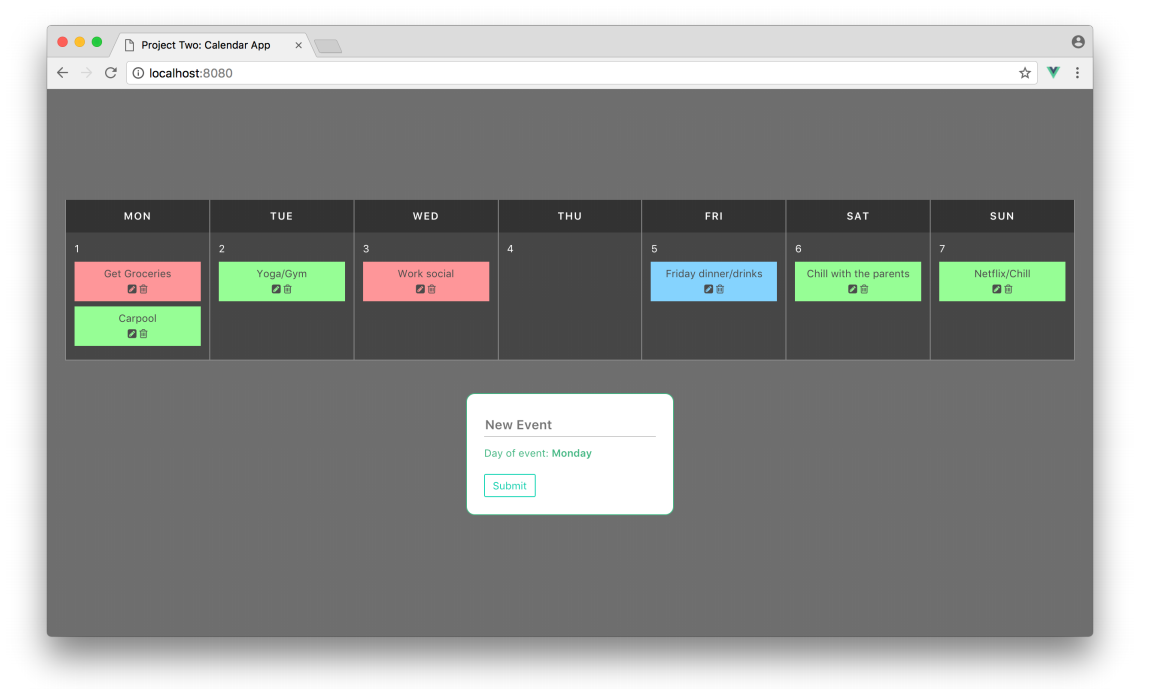 Project Two: Calendar App
localhost:8080
MON TUE WED THU FRI SAT SUN
1 2 3 4 5 6 7
Get Groceries Yoga/Gym Work social Friday dinner/drinks Chill with the parents Netflix/Chill
Carpool
New Event
Day of event: Monday
Submit